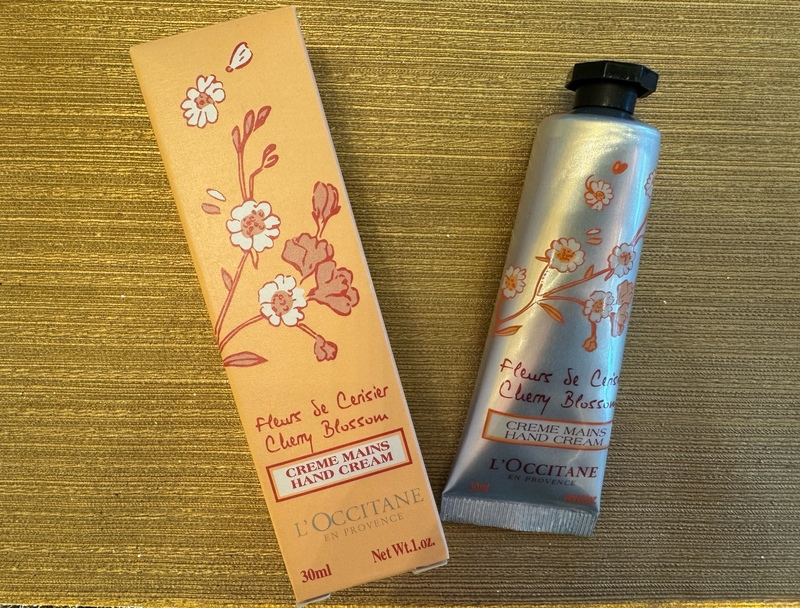 Fleurs de Cerisier
Cherry Blossom
CREME MAINS
HAND CREAM
L'OCCITANE
EN PROVENCE
30ml
Net Wt.1.oz.
Fleurs de Ceris
Cherry Blossom
CREME MAINS
HAND CREAM
L'OCCITANE
EN PROVENCE